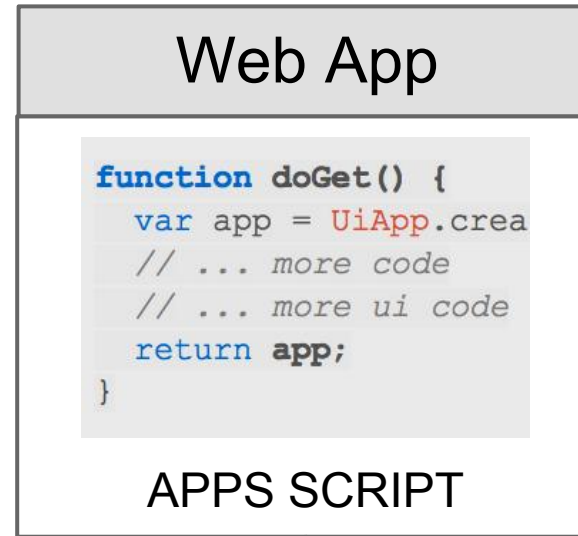 Web App
function doGet() {
var app = UiApp.crea
// ... more code
// ... more ui code
return app;
}
APPS SCRIPT